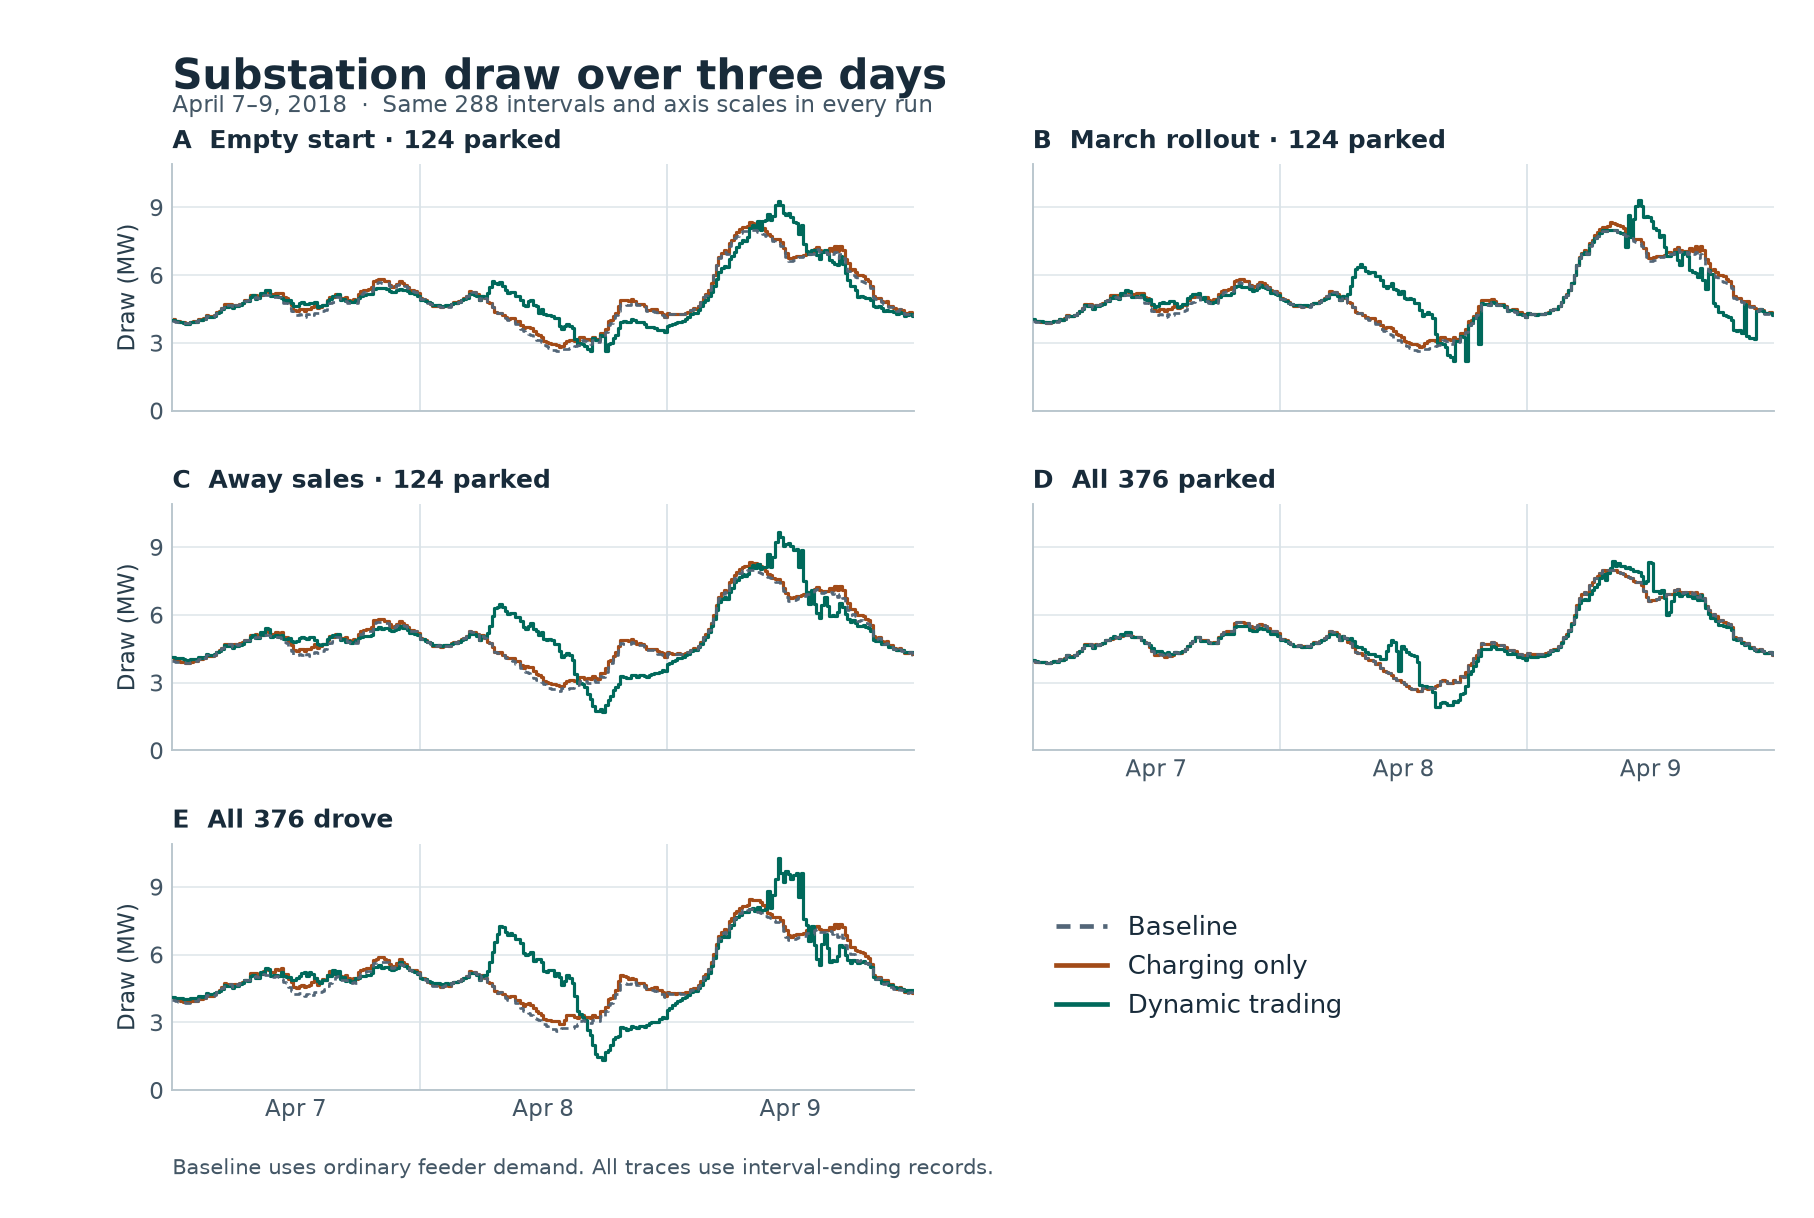 Substation draw over three days
April 7–9, 2018 · Same 288 intervals and axis scales in every run
A Empty start · 124 parked
B March rollout · 124 parked
Draw (MW)
9
6
3
0
C Away sales · 124 parked
D All 376 parked
Draw (MW)
9
6
3
0
Apr 7 Apr 8 Apr 9
E All 376 drove
Draw (MW)
9
6
3
0
Apr 7 Apr 8 Apr 9
Baseline
Charging only
Dynamic trading
Baseline uses ordinary feeder demand. All traces use interval-ending records.